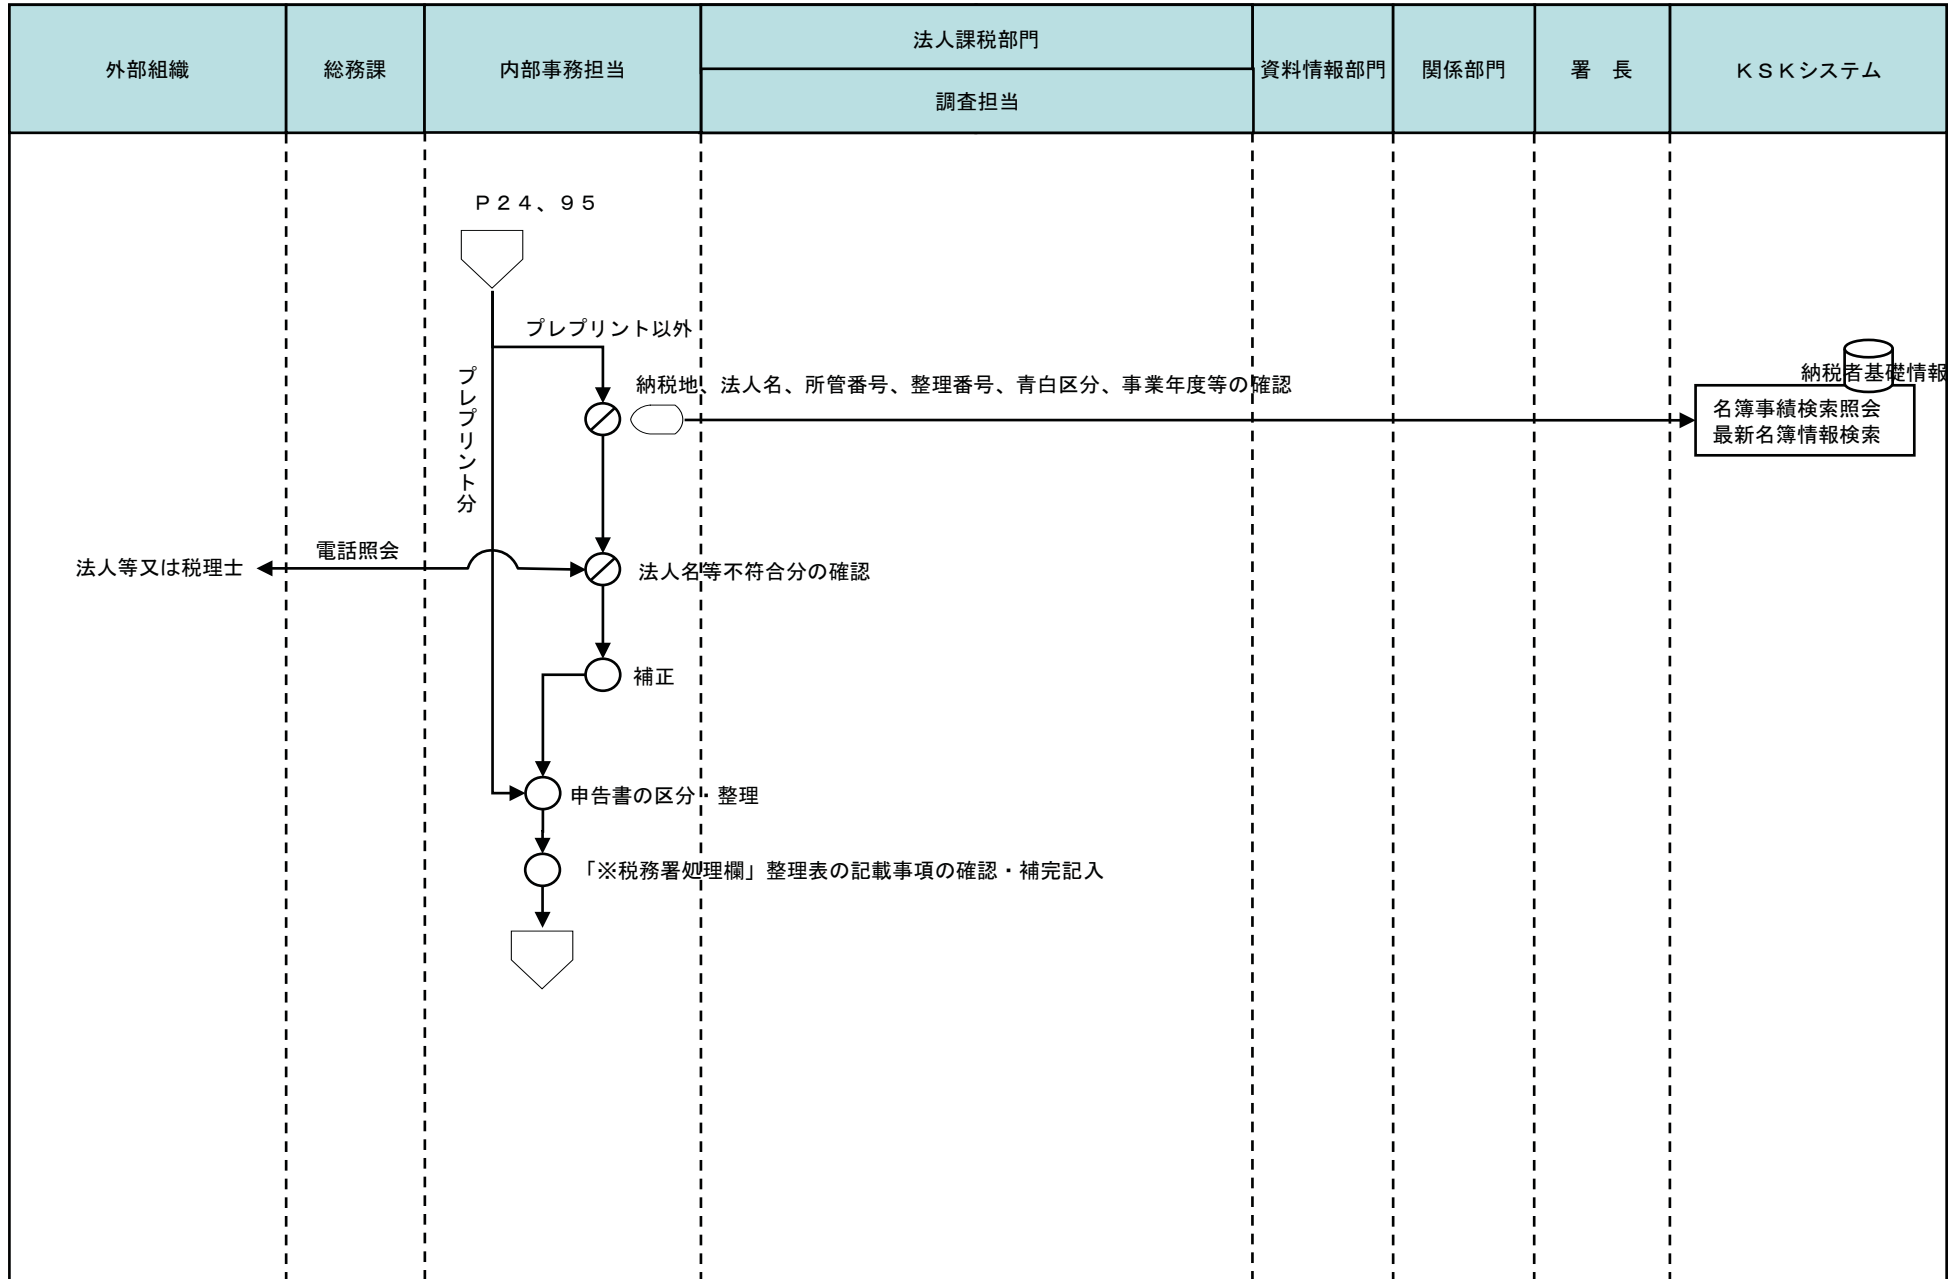 外部組織
総務課
内部事務担当
法人課税部門
調査担当
資料情報部門
関係部門
署　長
ＫＳＫシステム
Ｐ２４、９５
プレプリント以外
プレプリント分
納税地、法人名、所管番号、整理番号、青白区分、事業年度等の確認
納税者基礎情報
名簿事績検索照会
最新名簿情報検索
法人等又は税理士
電話照会
法人名等不符合分の確認
補正
申告書の区分・整理
「※税務署処理欄」整理表の記載事項の確認・補完記入